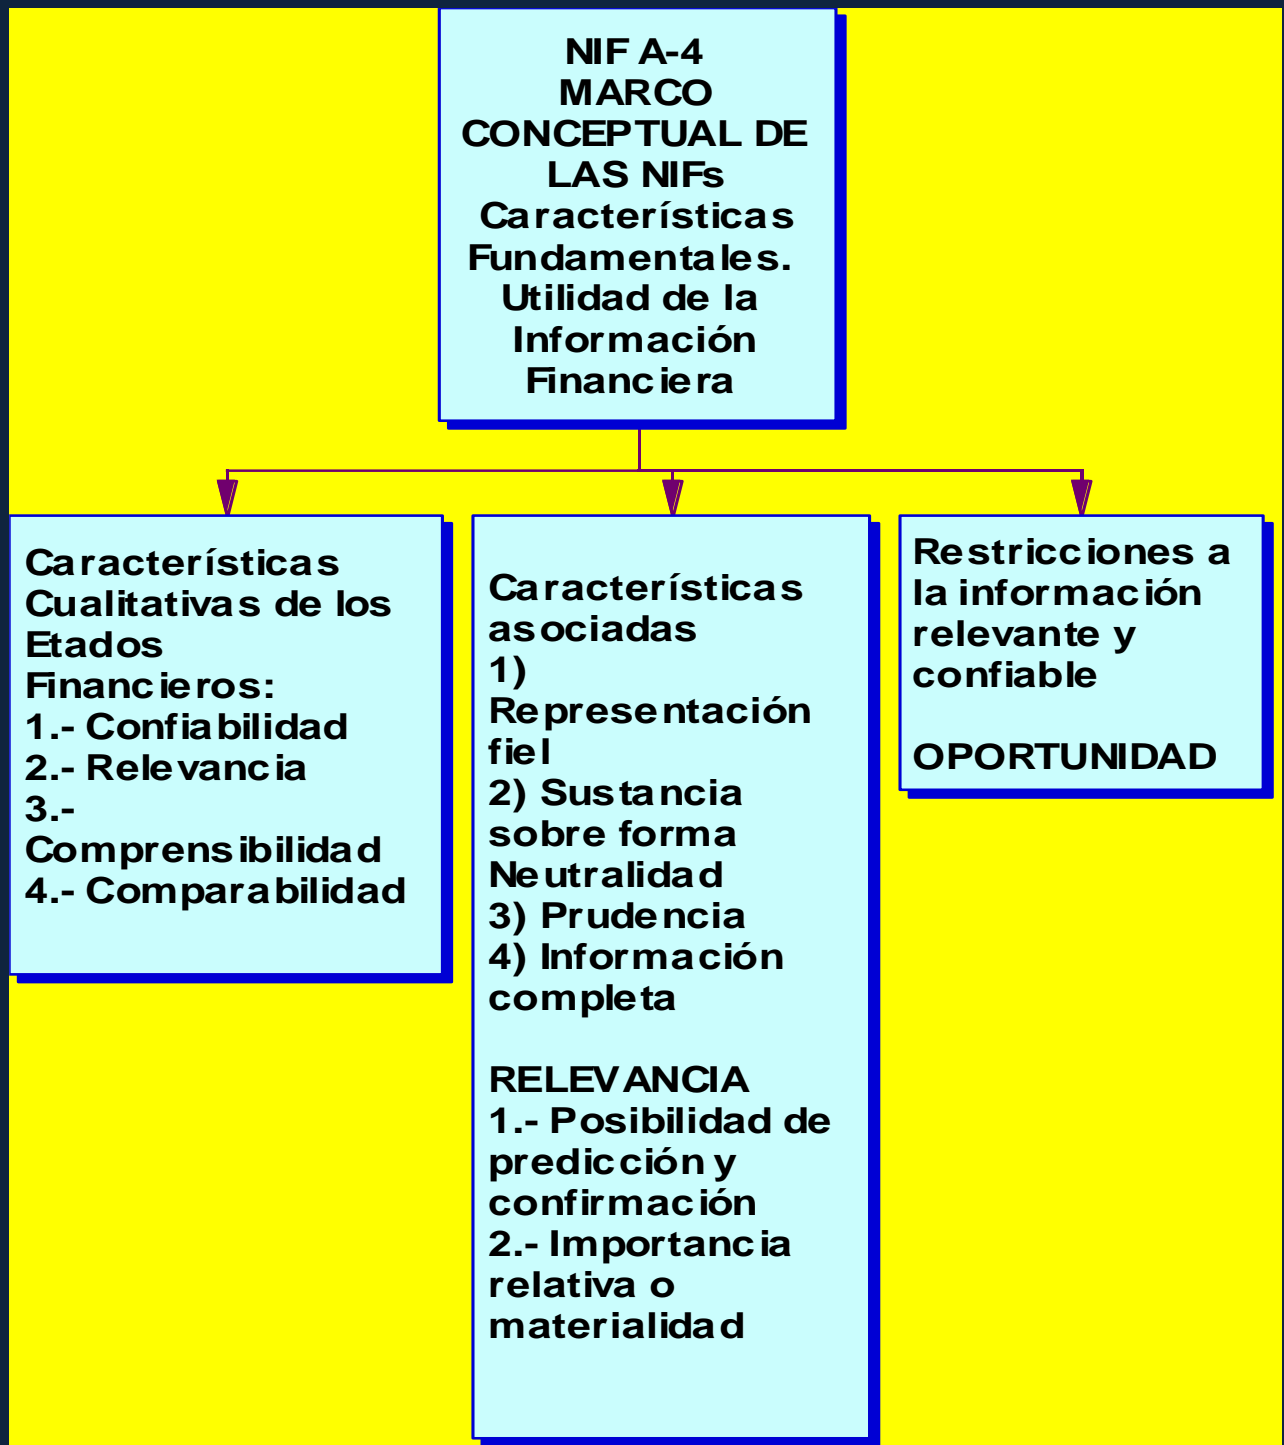 NIF A-4
MARCO
CONCEPTUAL DE
LAS NIFs
Características
Fundamentales.
Utilidad de la
Información
Financiera
Características
Cualitativas de los
Etados
Financieros:
1.- Confiabilidad
2.- Relevancia
3.-
Comprensibilidad
4.- Comparabilidad
Características
asociadas
1)
Representación
fiel
2) Sustancia
sobre forma
Neutralidad
3) Prudencia
4) Información
completa
RELEVANCIA
1.- Posibilidad de
predicción y
confirmación
2.- Importancia
relativa o
materialidad
Restricciones a
la información
relevante y
confiable
OPORTUNIDAD